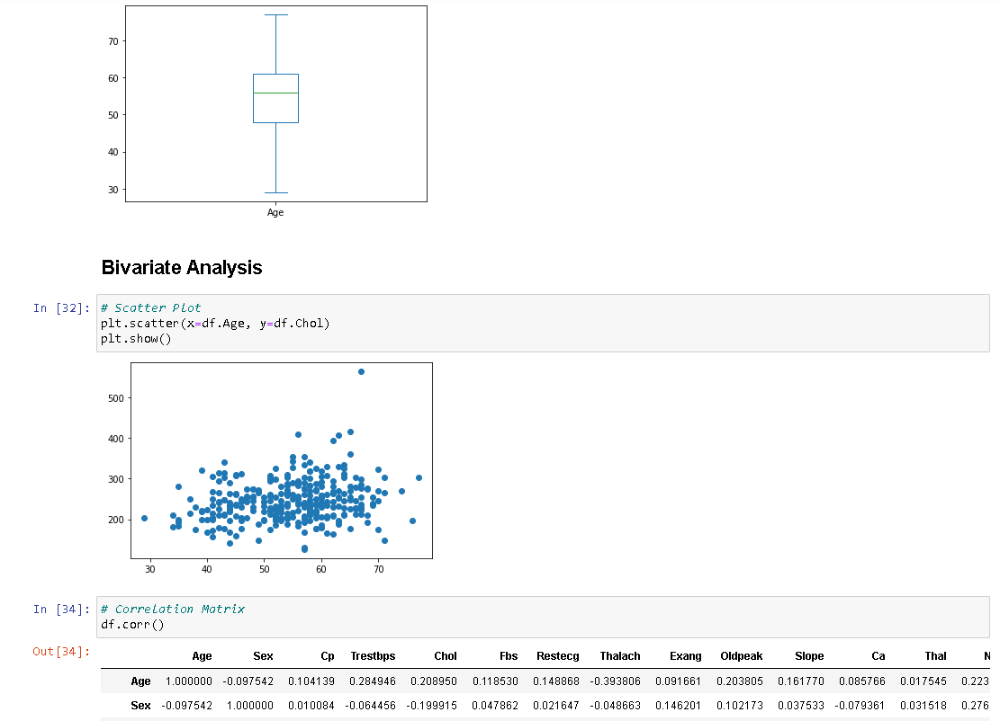 70
60
50
40
30
Age
Bivariate Analysis
In [32]: # Scatter Plot
plt.scatter(x=df.Age, y=df.Chol)
plt.show()
500
400
300
200
30 40 50 60 70
In [34]: # Correlation Matrix
df.corr()
Out[34]:
Age Sex Cp Trestbps Chol Fbs Restecg Thalach Exang Oldpeak Slope Ca Thal N
Age 1.000000 -0.097542 0.104139 0.284946 0.208950 0.118530 0.148868 -0.393806 0.091661 0.203805 0.161770 0.085766 0.017545 0.223
Sex -0.097542 1.000000 0.010084 -0.064456 -0.199915 0.047862 0.021647 -0.048663 0.146201 0.102173 0.037533 -0.079361 0.031518 0.276